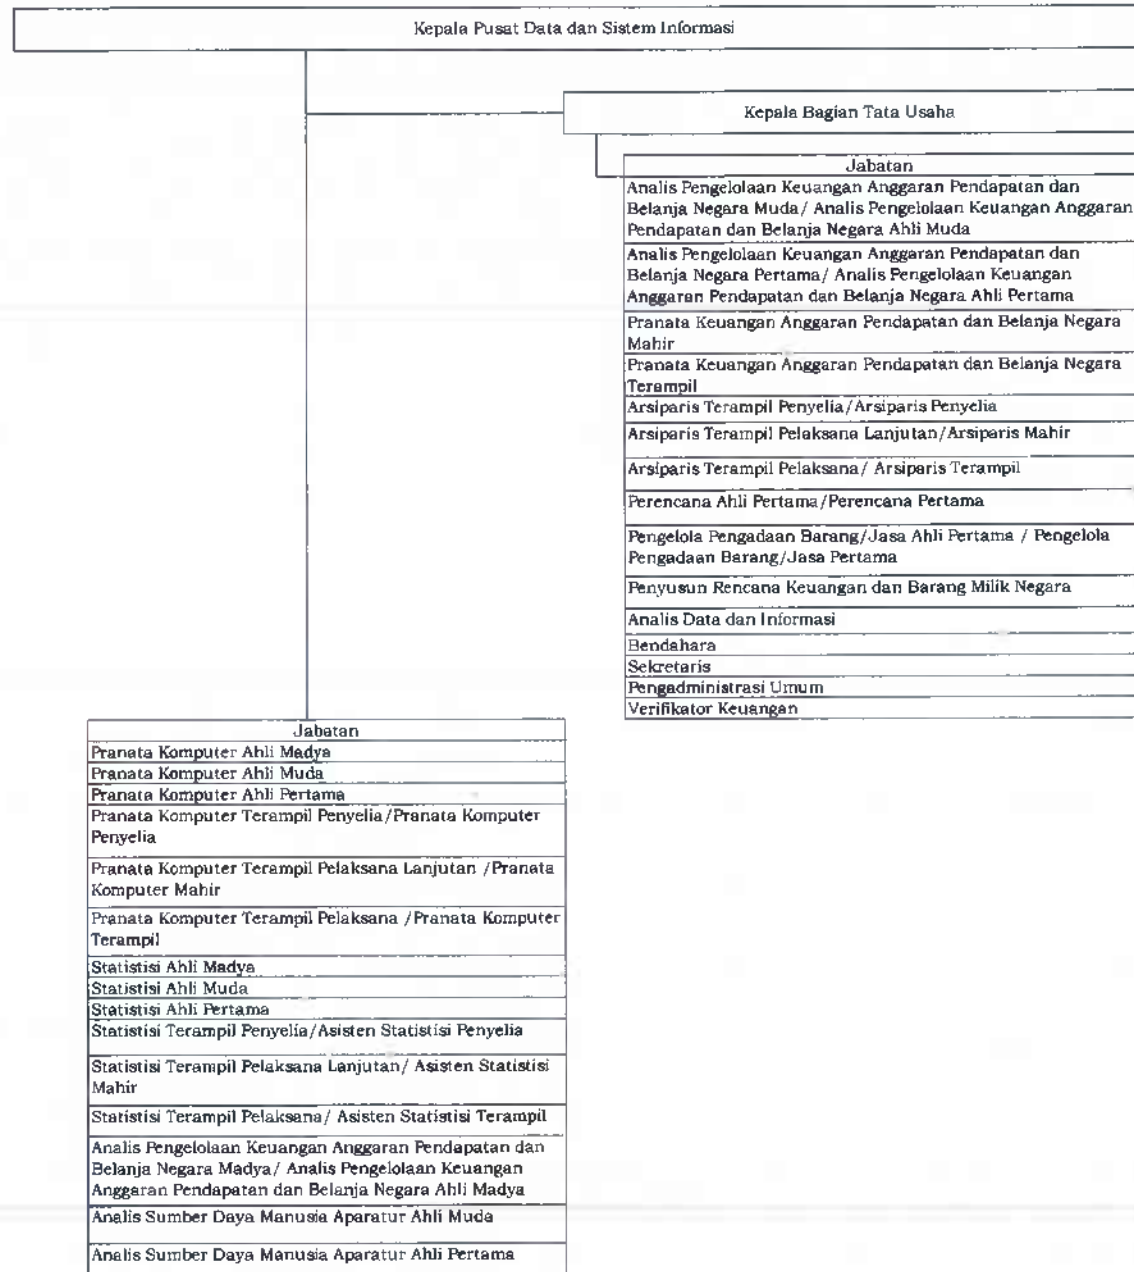 Kepala Pusat Data dan Sistem Informasi
Kepala Bagian Tata Usaha
Jabatan
Analis Pengelolaan Keuangan Anggaran Pendapatan dan
Belanja Negara Muda/ Analis Pengelolaan Keuangan Anggaran
Pendapatan dan Belanja Negara Ahli Muda
Analis Pengelolaan Keuangan Anggaran Pendapatan dan
Belanja Negara Pertama/ Analis Pengelolaan Keuangan
Anggaran Pendapatan dan Belanja Negara Ahli Pertama
Pranata Keuangan Anggaran Pendapatan dan Belanja Negara
Mahir
Pranata Keuangan Anggaran Pendapatan dan Belanja Negara
Terampil
Arsiparis Terampil Penyelia/Arsiparis Penyelia
Arsiparis Terampil Pelaksana Lanjutan/Arsiparis Mahir
Arsiparis Terampil Pelaksana/ Arsiparis Terampil
Perencana Ahli Pertama/Perencana Pertama
Pengelola Pengadaan Barang/Jasa Ahli Pertama / Pengelola
Pengadaan Barang/Jasa Pertama
Penyusun Rencana Keuangan dan Barang Milik Negara
Analis Data dan Informasi
Bendahara
Sekretaris
Pengadministrasi Umum
Verifikator Keuangan
Jabatan
Pranata Komputer Ahli Madya
Pranata Komputer Ahli Muda
Pranata Komputer Ahli Pertama
Pranata Komputer Terampil Penyelia/Pranata Komputer
Penyelia
Pranata Komputer Terampil Pelaksana Lanjutan /Pranata
Komputer Mahir
Pranata Komputer Terampil Pelaksana /Pranata Komputer
Terampil
Statistisi Ahli Madya
Statistisi Ahli Muda
Statistisi Ahli Pertama
Statistisi Terampil Penyelia/Asisten Statistisi Penyelia
Statistisi Terampil Pelaksana Lanjutan/ Asisten Statistisi
Mahir
Statistisi Terampil Pelaksana/ Asisten Statistisi Terampil
Analis Pengelolaan Keuangan Anggaran Pendapatan dan
Belanja Negara Madya/ Analis Pengelolaan Keuangan
Anggaran Pendapatan dan Belanja Negara Ahli Madya
Analis Sumber Daya Manusia Aparatur Ahli Muda
Analis Sumber Daya Manusia Aparatur Ahli Pertama